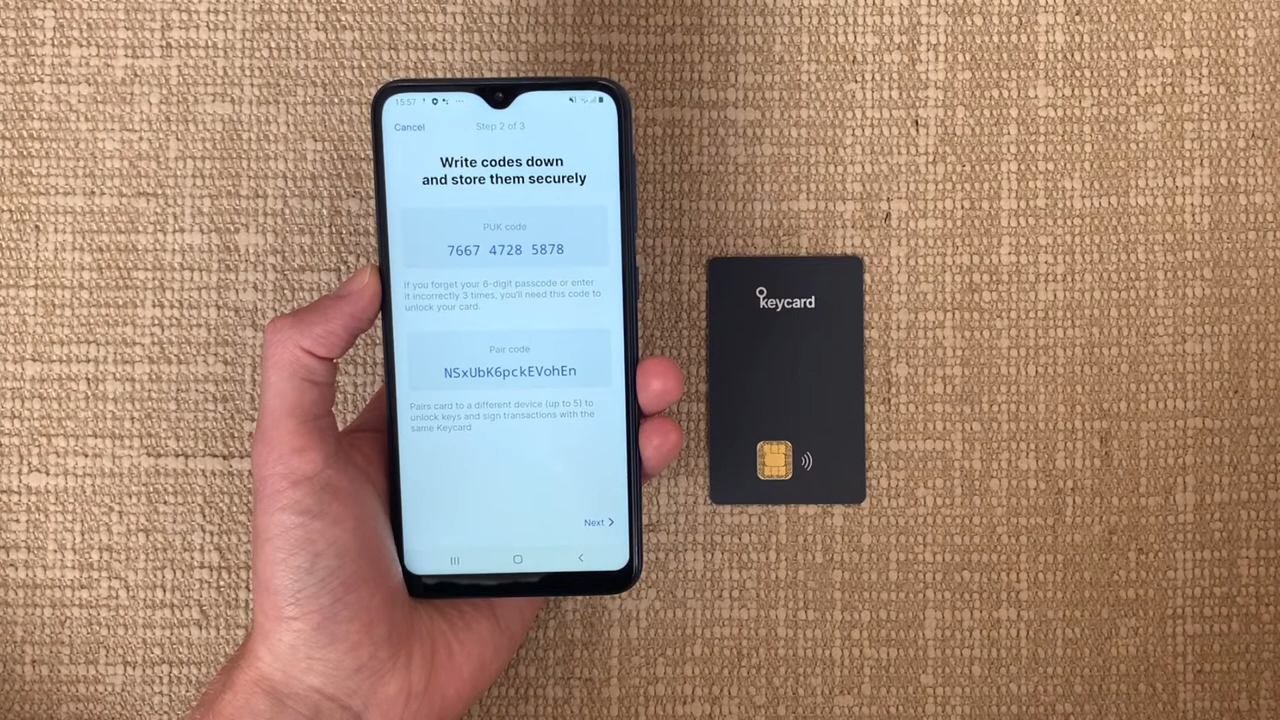 15:57
Cancel
Step 2 of 3
Write codes down
and store them securely
PUK code
7667 4728 5878
If you forget your 6-digit passcode or enter
it incorrectly 3 times, you'll need this code to
unlock your card.
Pair code
NSxUbK6pckEVohEn
Pairs card to a different device (up to 5) to
unlock keys and sign transactions with the
same Keycard
Next
keycard